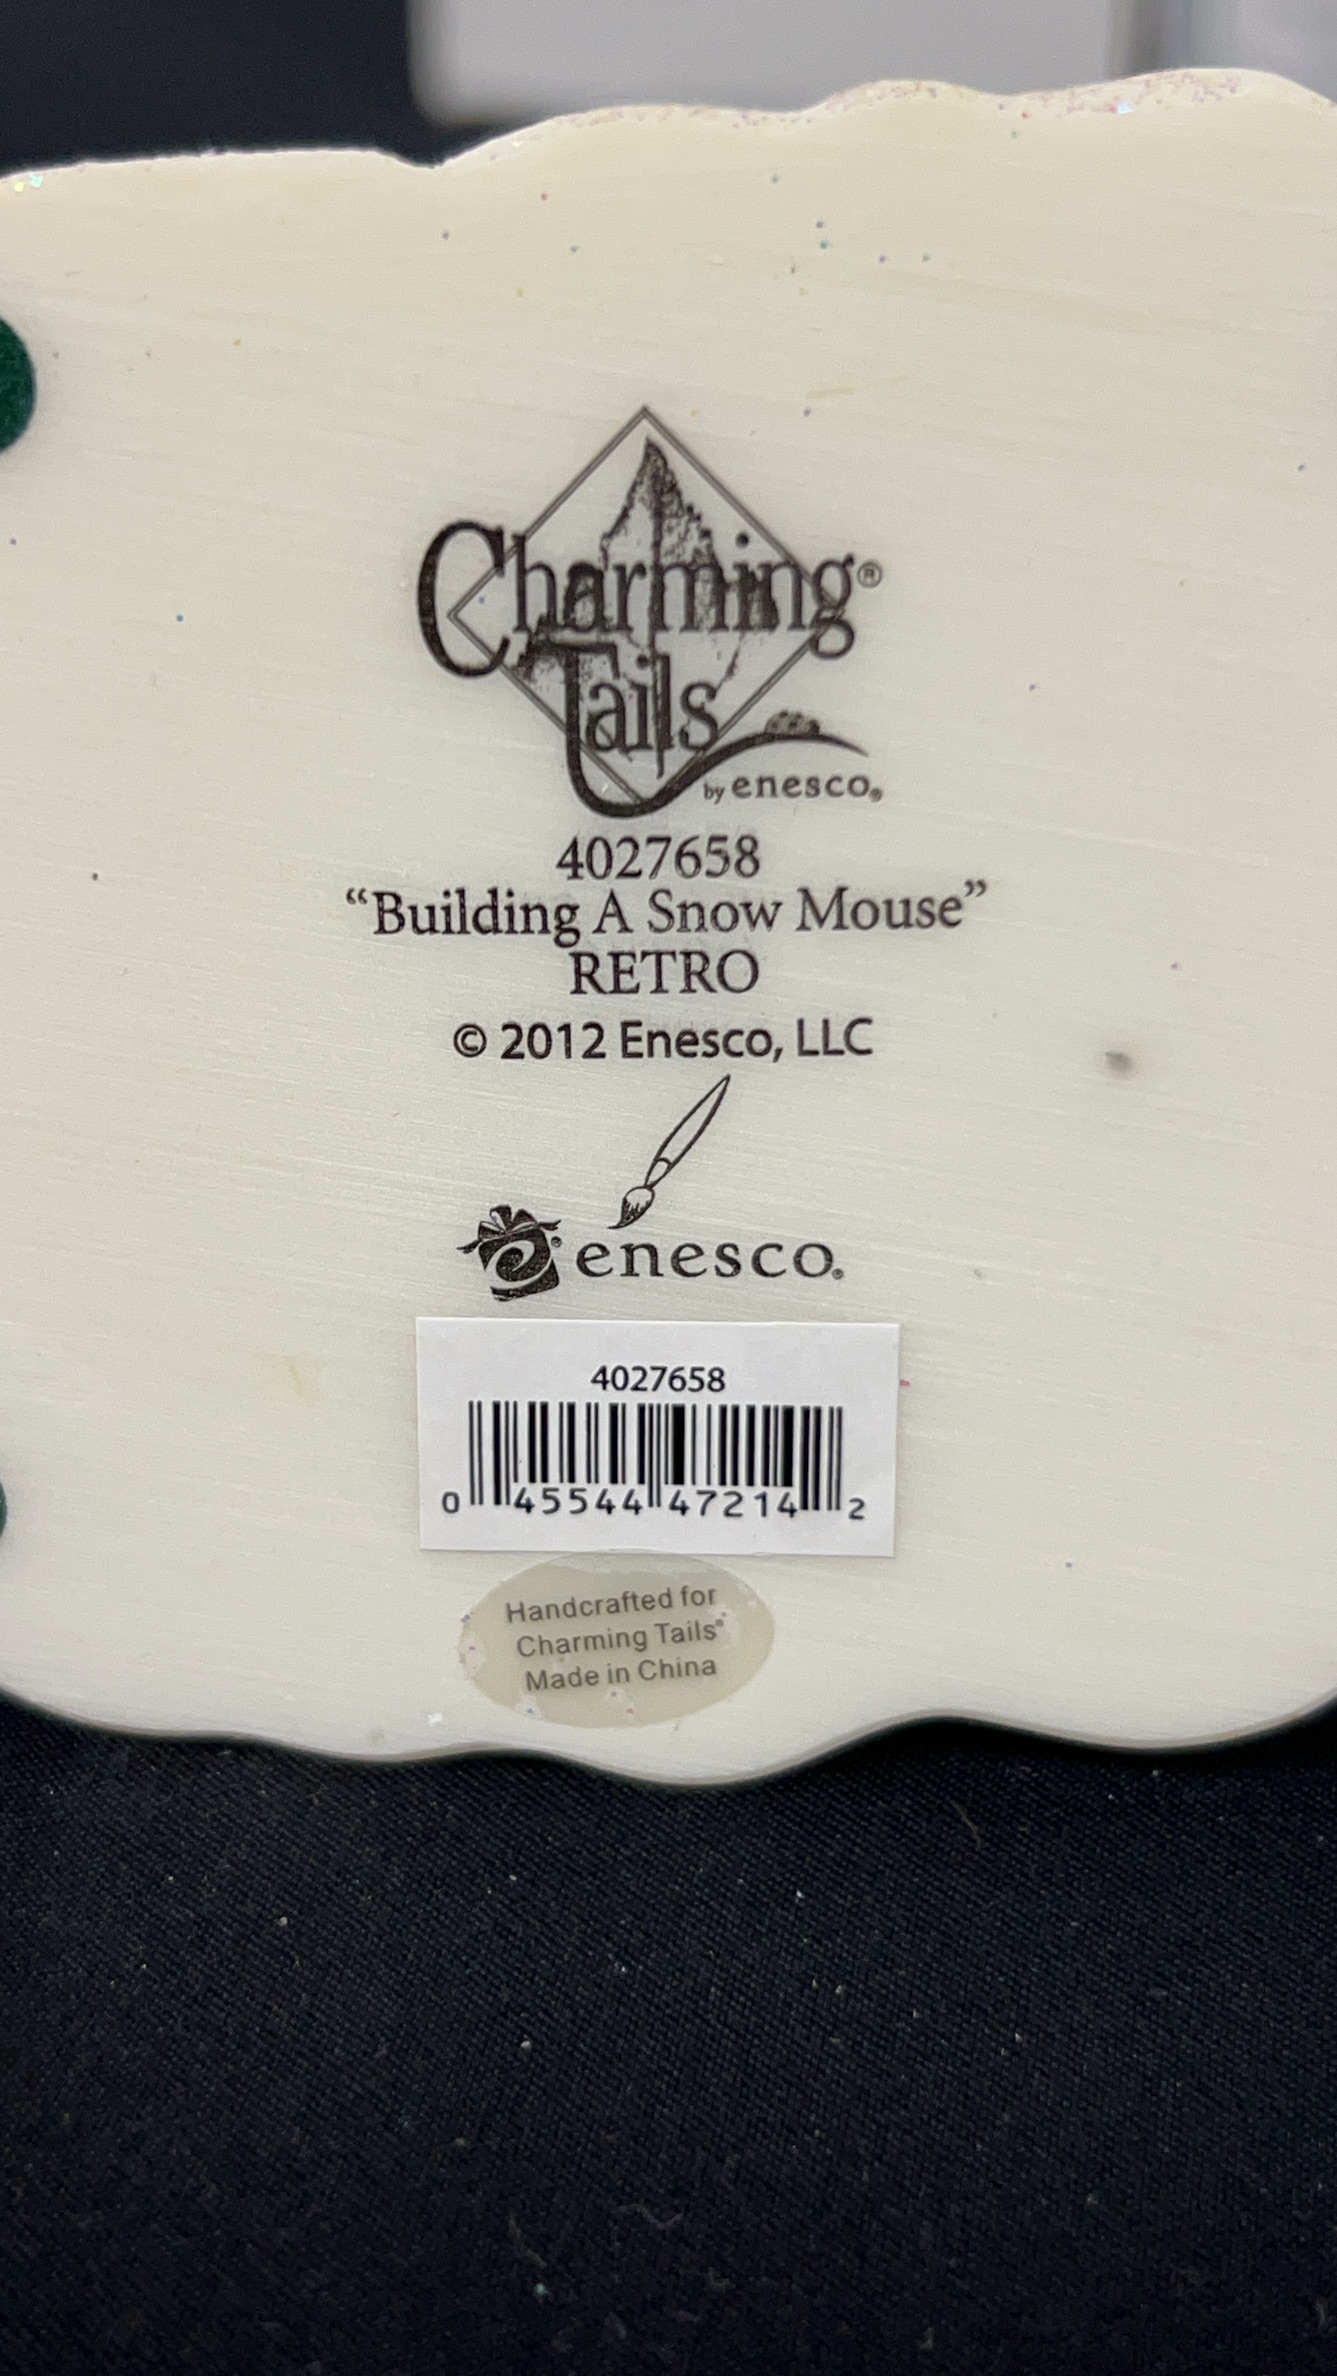 Charming®
Tails
by enesco®
4027658
“Building A Snow Mouse”
RETRO
© 2012 Enesco, LLC
e® enesco®
4027658
0 45544 47214 2
Handcrafted for
Charming Tails®
Made in China